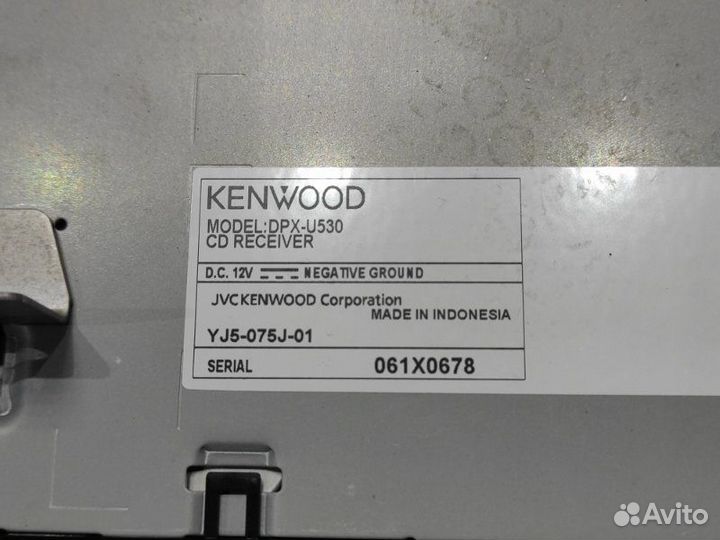 KENWOOD
MODEL:DPX-U530
CD RECEIVER
D.C. 12V NEGATIVE GROUND
JVCKENWOOD Corporation
MADE IN INDONESIA
YJ5-075J-01
SERIAL 061X0678
Avito